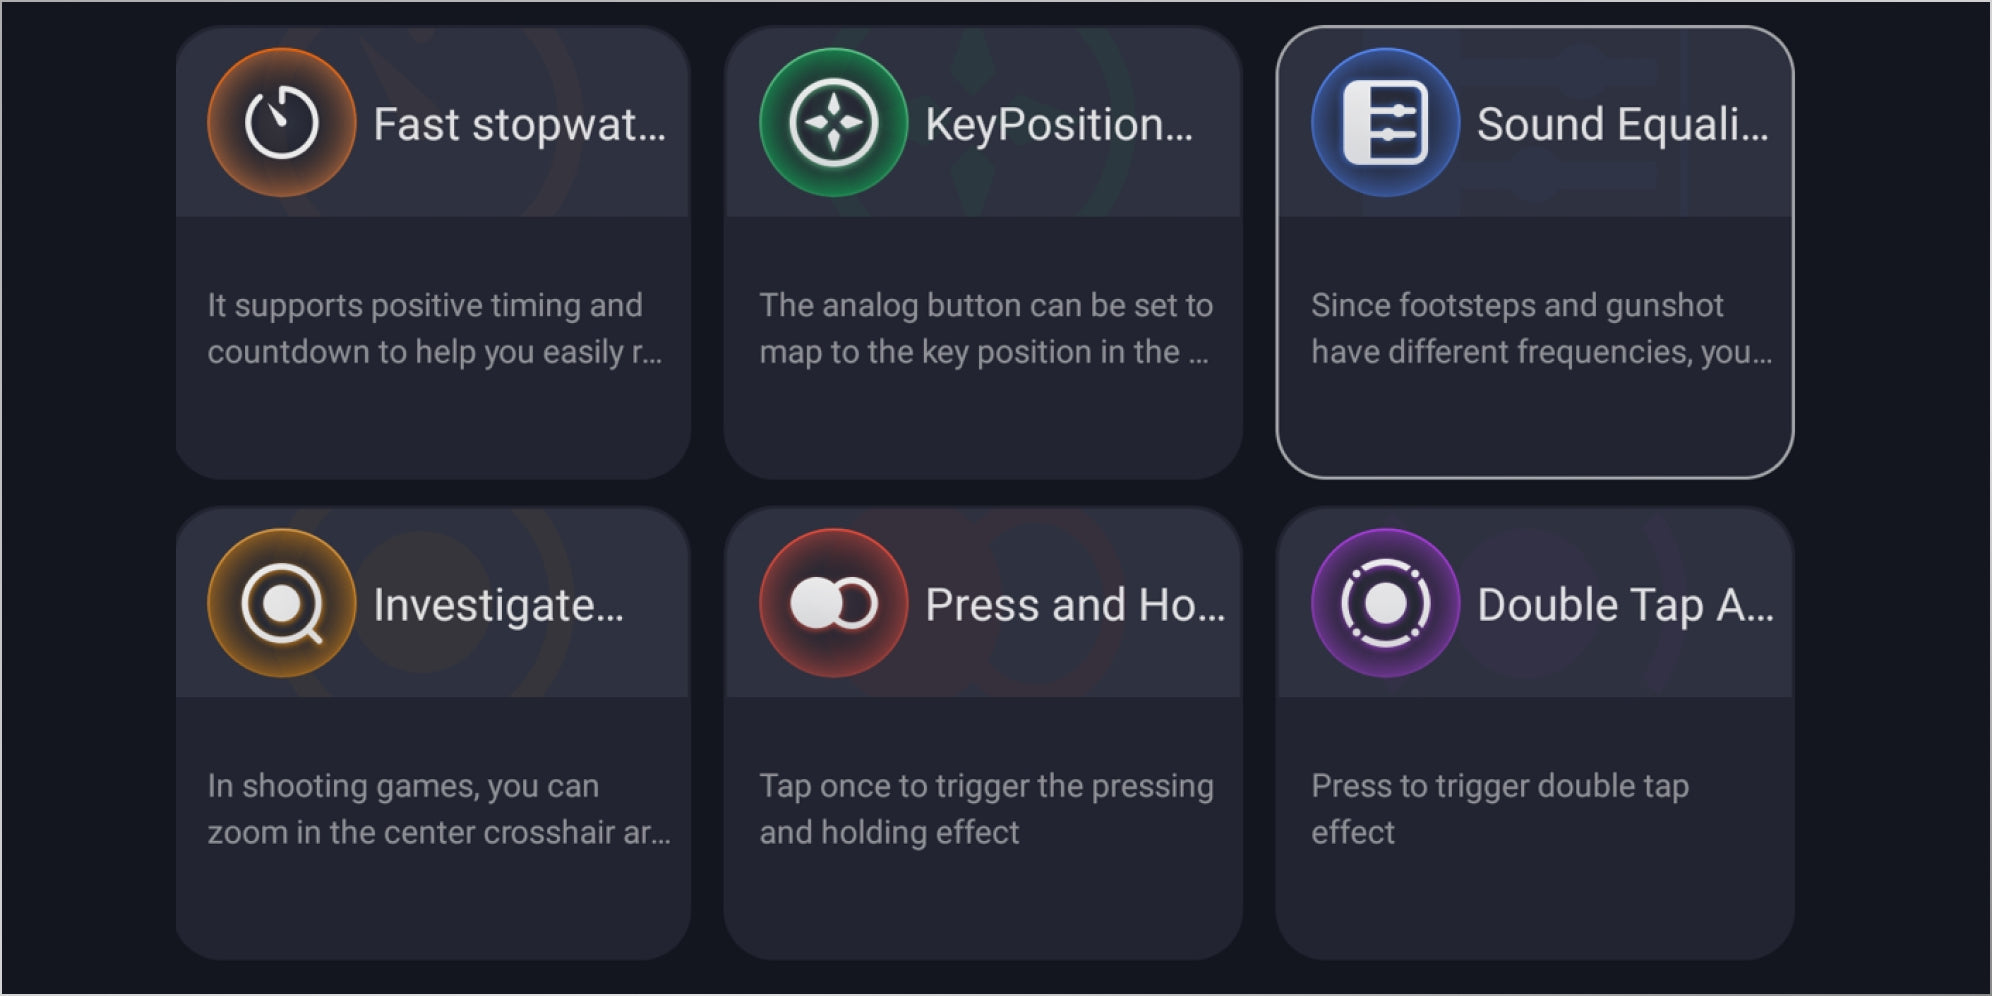 Fast stopwat...
It supports positive timing and
countdown to help you easily r...
KeyPosition...
The analog button can be set to
map to the key position in the ...
Sound Equali...
Since footsteps and gunshot
have different frequencies, you...
Investigate...
In shooting games, you can
zoom in the center crosshair ar...
Press and Ho...
Tap once to trigger the pressing
and holding effect
Double Tap A...
Press to trigger double tap
effect